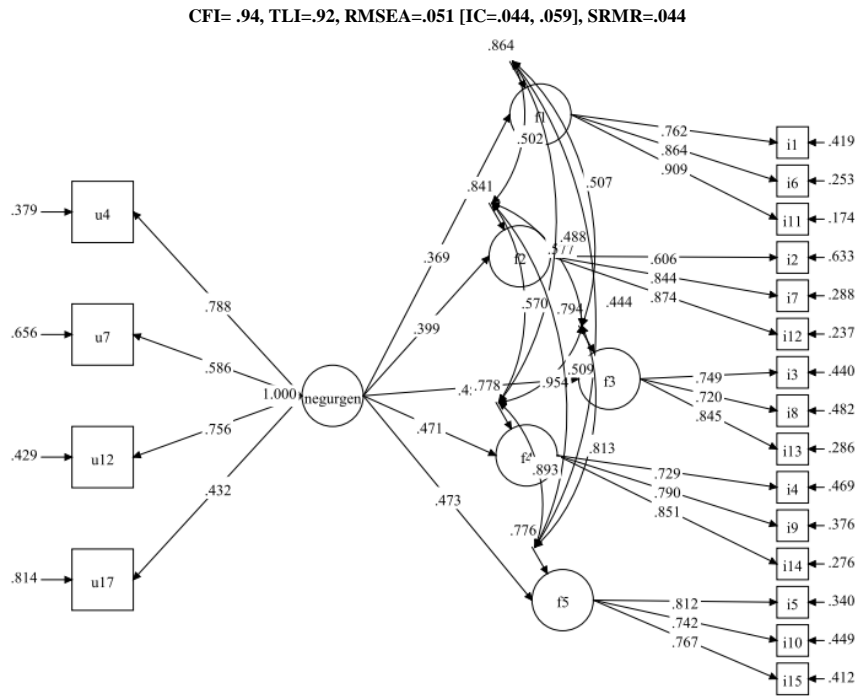 CFI= .94, TLI=.92, RMSEA=.051 [IC=.044, .059], SRMR=.044
.864
f1
.502
.762
i1
.419
.864
i6
.253
.909
i11
.174
.507
.841
.379
u4
.369
f2
.488
.606
i2
.633
.844
i7
.288
.874
i12
.237
.788
.399
.570
.794
.444
.656
u7
.586
.509
f3
.749
i3
.440
.720
i8
.482
.845
i13
.286
1.000
negurgen
.778
.954
.756
.471
.429
u12
.893
.813
.729
i4
.469
.790
i9
.376
.851
i14
.276
.432
.473
.776
.814
u17
f5
.812
i5
.340
.742
i10
.449
.767
i15
.412